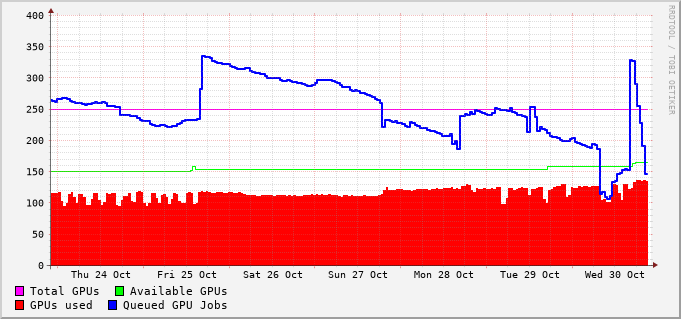 400
350
300
250
200
150
100
50
0
Thu 24 Oct Fri 25 Oct Sat 26 Oct Sun 27 Oct Mon 28 Oct Tue 29 Oct Wed 30 Oct
Total GPUs Available GPUs
GPUs used Queued GPU Jobs
RRDTOOL / TOBI OETIKER